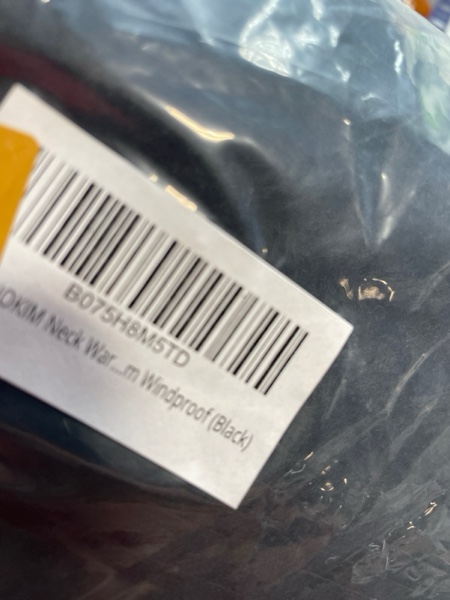 B075H8M5TD
Neck War...m Windproof (Black)